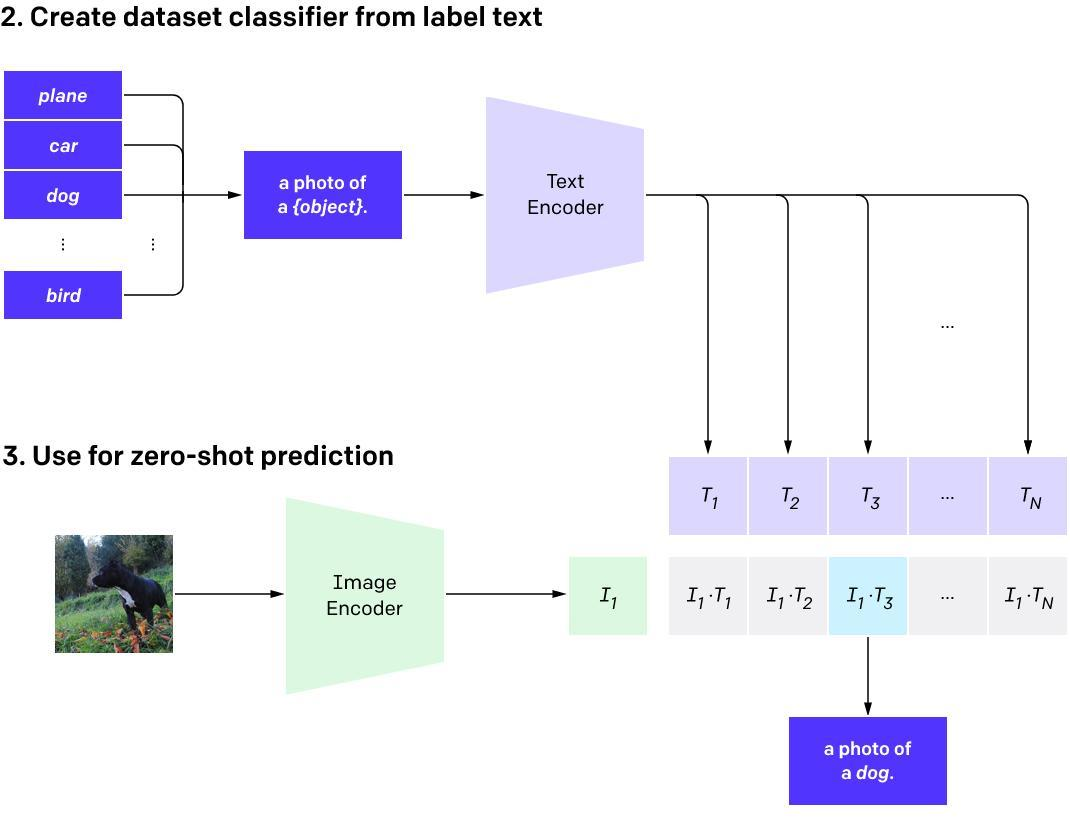 2. Create dataset classifier from label text
plane
car
dog
⋮ ⋮
bird
a photo of
a {object}.
Text
Encoder
...
3. Use for zero-shot prediction
Image
Encoder
T1 T2 T3 ... TN
I1 I1·T1 I1·T2 I1·T3 ... I1·TN
a photo of
a dog.